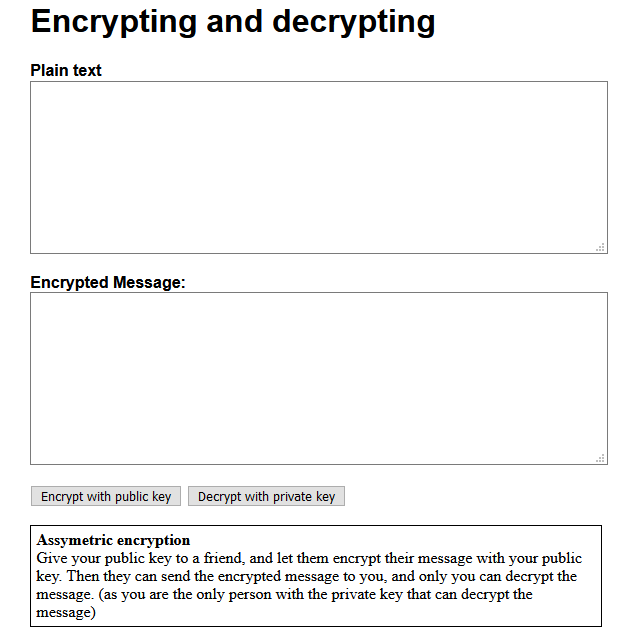 Encrypting and decrypting
Plain text
Encrypted Message:
Encrypt with public key Decrypt with private key
Assymetric encryption
Give your public key to a friend, and let them encrypt their message with your public
key. Then they can send the encrypted message to you, and only you can decrypt the
message. (as you are the only person with the private key that can decrypt the
message)